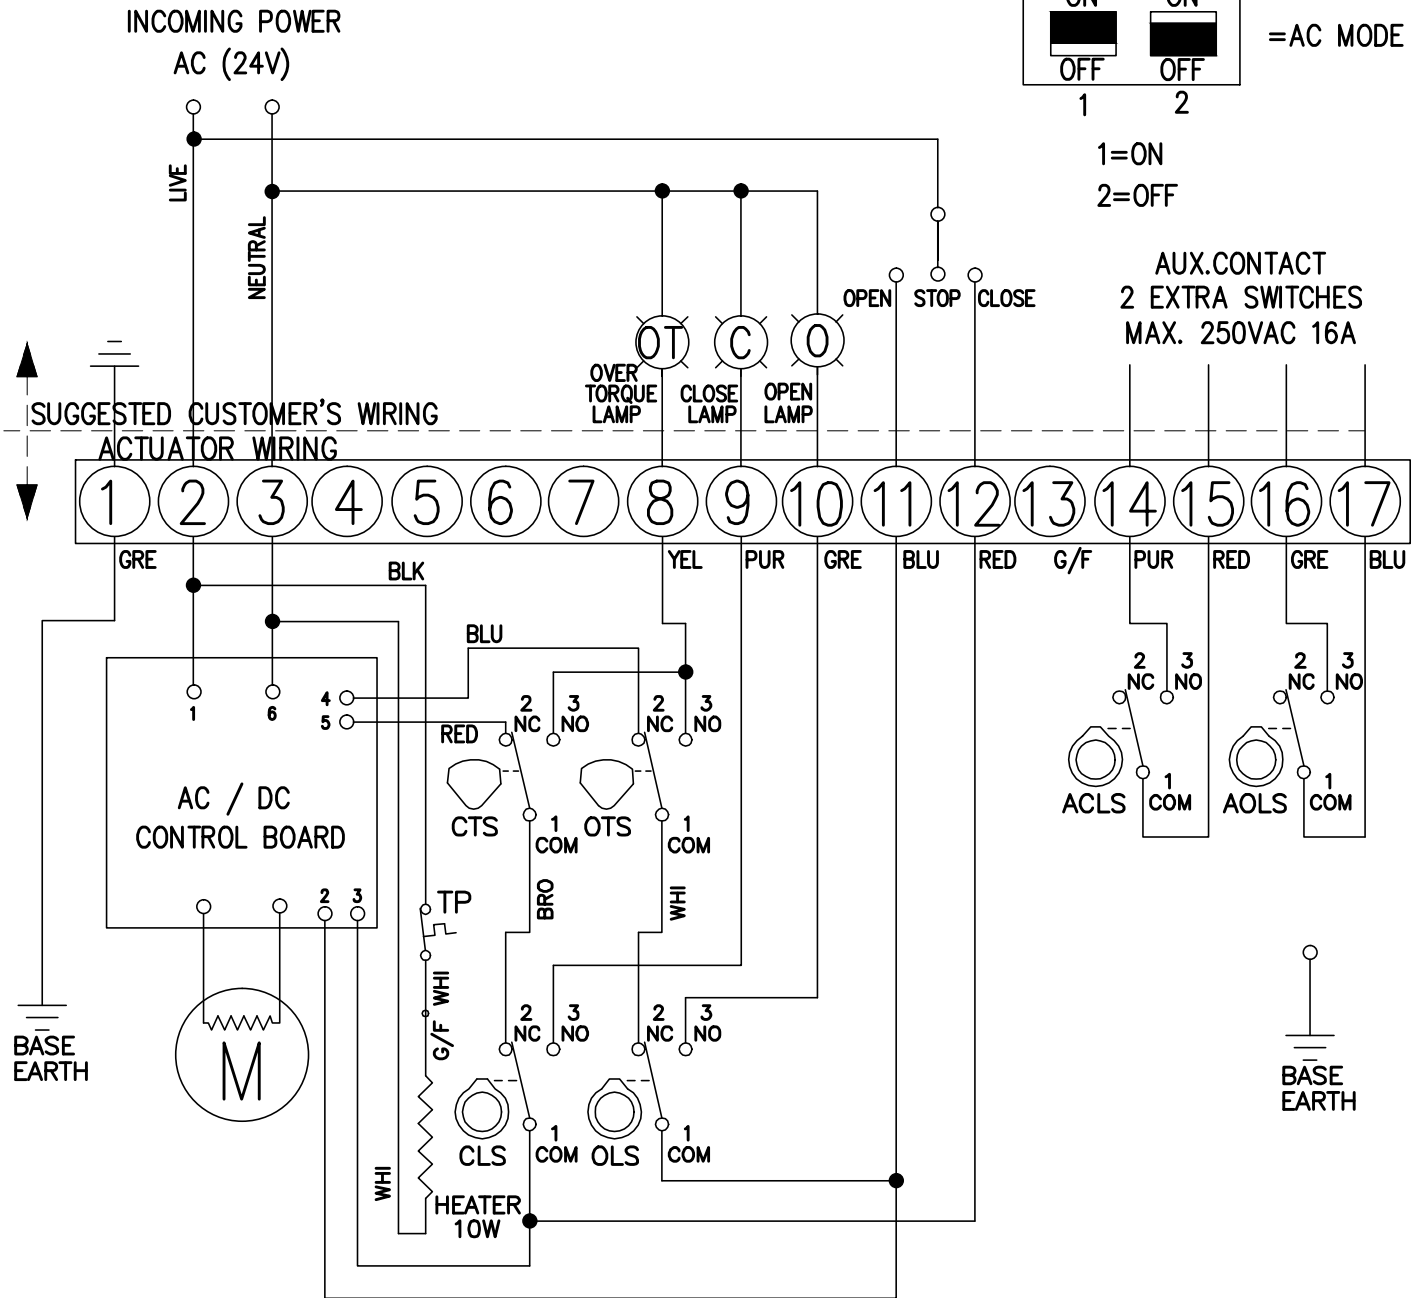 INCOMING POWER
AC (24V)
ON ON
OFF OFF
1 2
=AC MODE
1=ON
2=OFF
LIVE
NEUTRAL
OPEN STOP CLOSE
AUX.CONTACT
2 EXTRA SWITCHES
MAX. 250VAC 16A
OT C O
OVER
TORQUE
LAMP
CLOSE
LAMP
OPEN
LAMP
SUGGESTED CUSTOMER'S WIRING
ACTUATOR WIRING
1 2 3 4 5 6 7 8 9 10 11 12 13 14 15 16 17
GRE
BLK
YEL PUR GRE BLU RED G/F PUR RED GRE BLU
BLU
RED
1 6
4
5
AC / DC
CONTROL BOARD
2 3
2
NC
3
NO
2
NC
3
NO
CTS
1
COM
OTS
1
COM
2
NC
3
NO
2
NC
3
NO
ACLS
1
COM
AOLS
1
COM
TP
BRO
WHI
WHI
G/F
2
NC
3
NO
2
NC
3
NO
M
CLS
1
COM
OLS
1
COM
WHI
HEATER
10W
BASE
EARTH
BASE
EARTH